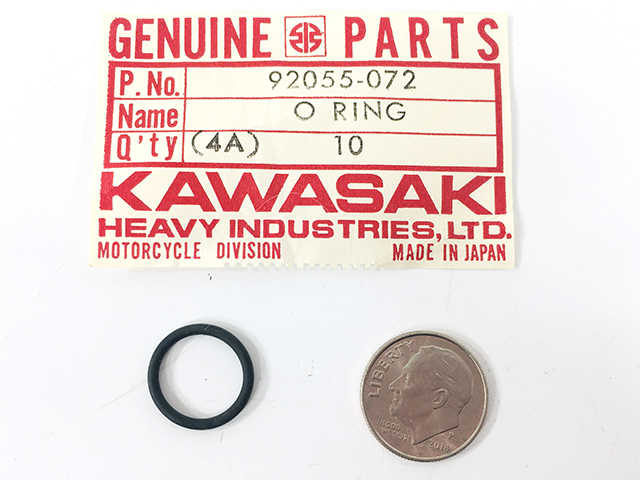 GENUINE PARTS
P. No. 92055-072
Name O RING
Q'ty (4A) 10
KAWASAKI
HEAVY INDUSTRIES, LTD.
MOTORCYCLE DIVISION MADE IN JAPAN
LIBERTY
IN GOD
WE TRUST
P